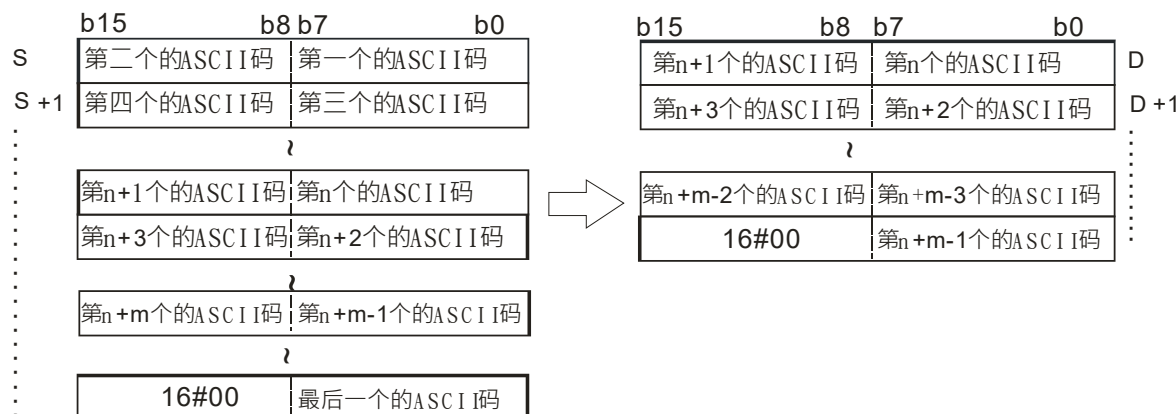 b15 b8 b7 b0
S 第二个的ASCII码 第一个的ASCII码
S +1 第四个的ASCII码 第三个的ASCII码
~
第n+1个的ASCII码 第n个的ASCII码
第n+3个的ASCII码 第n+2个的ASCII码
~
第n+m个的ASCII码 第n+m-1个的ASCII码
~
16#00 最后一个的ASCII码
b15 b8 b7 b0
第n+1个的ASCII码 第n个的ASCII码 D
第n+3个的ASCII码 第n+2个的ASCII码 D +1
~
第n+m-2个的ASCII码 第n+m-3个的ASCII码
16#00 第n+m-1个的ASCII码